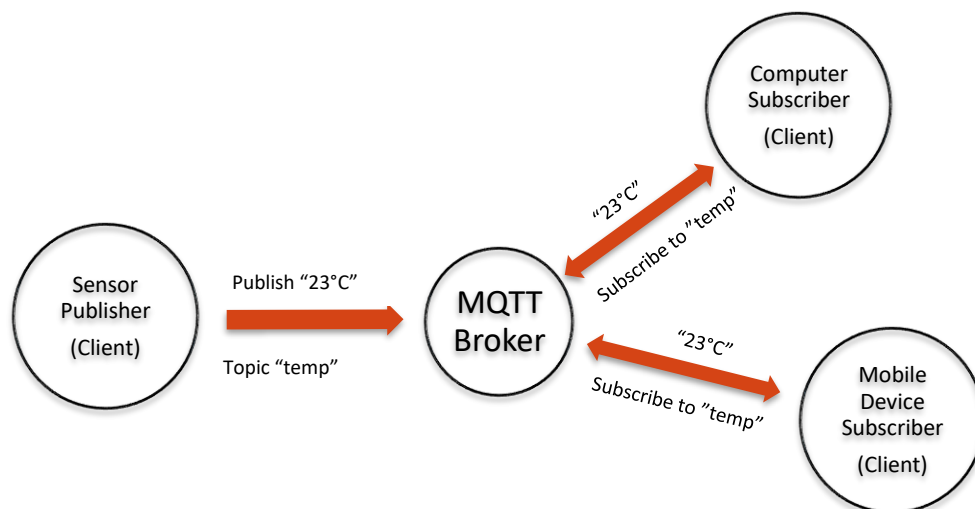 Computer
Subscriber
(Client)
“23°C”
Subscribe to ”temp”
Sensor
Publisher
(Client)
Publish “23°C”
Topic “temp”
MQTT
Broker
“23°C”
Subscribe to ”temp”
Mobile
Device
Subscriber
(Client)